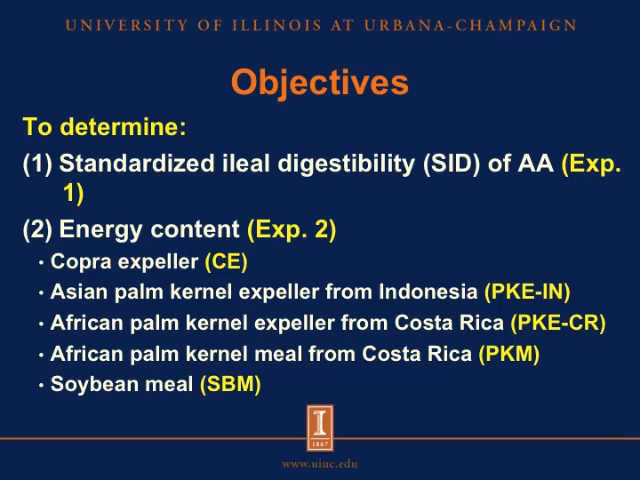 UNIVERSITY OF ILLINOIS AT URBANA-CHAMPAIGN
Objectives
To determine:
(1) Standardized ileal digestibility (SID) of AA (Exp.
1)
(2) Energy content (Exp. 2)
• Copra expeller (CE)
• Asian palm kernel expeller from Indonesia (PKE-IN)
• African palm kernel expeller from Costa Rica (PKE-CR)
• African palm kernel meal from Costa Rica (PKM)
• Soybean meal (SBM)
I
1867
www.uiuc.edu